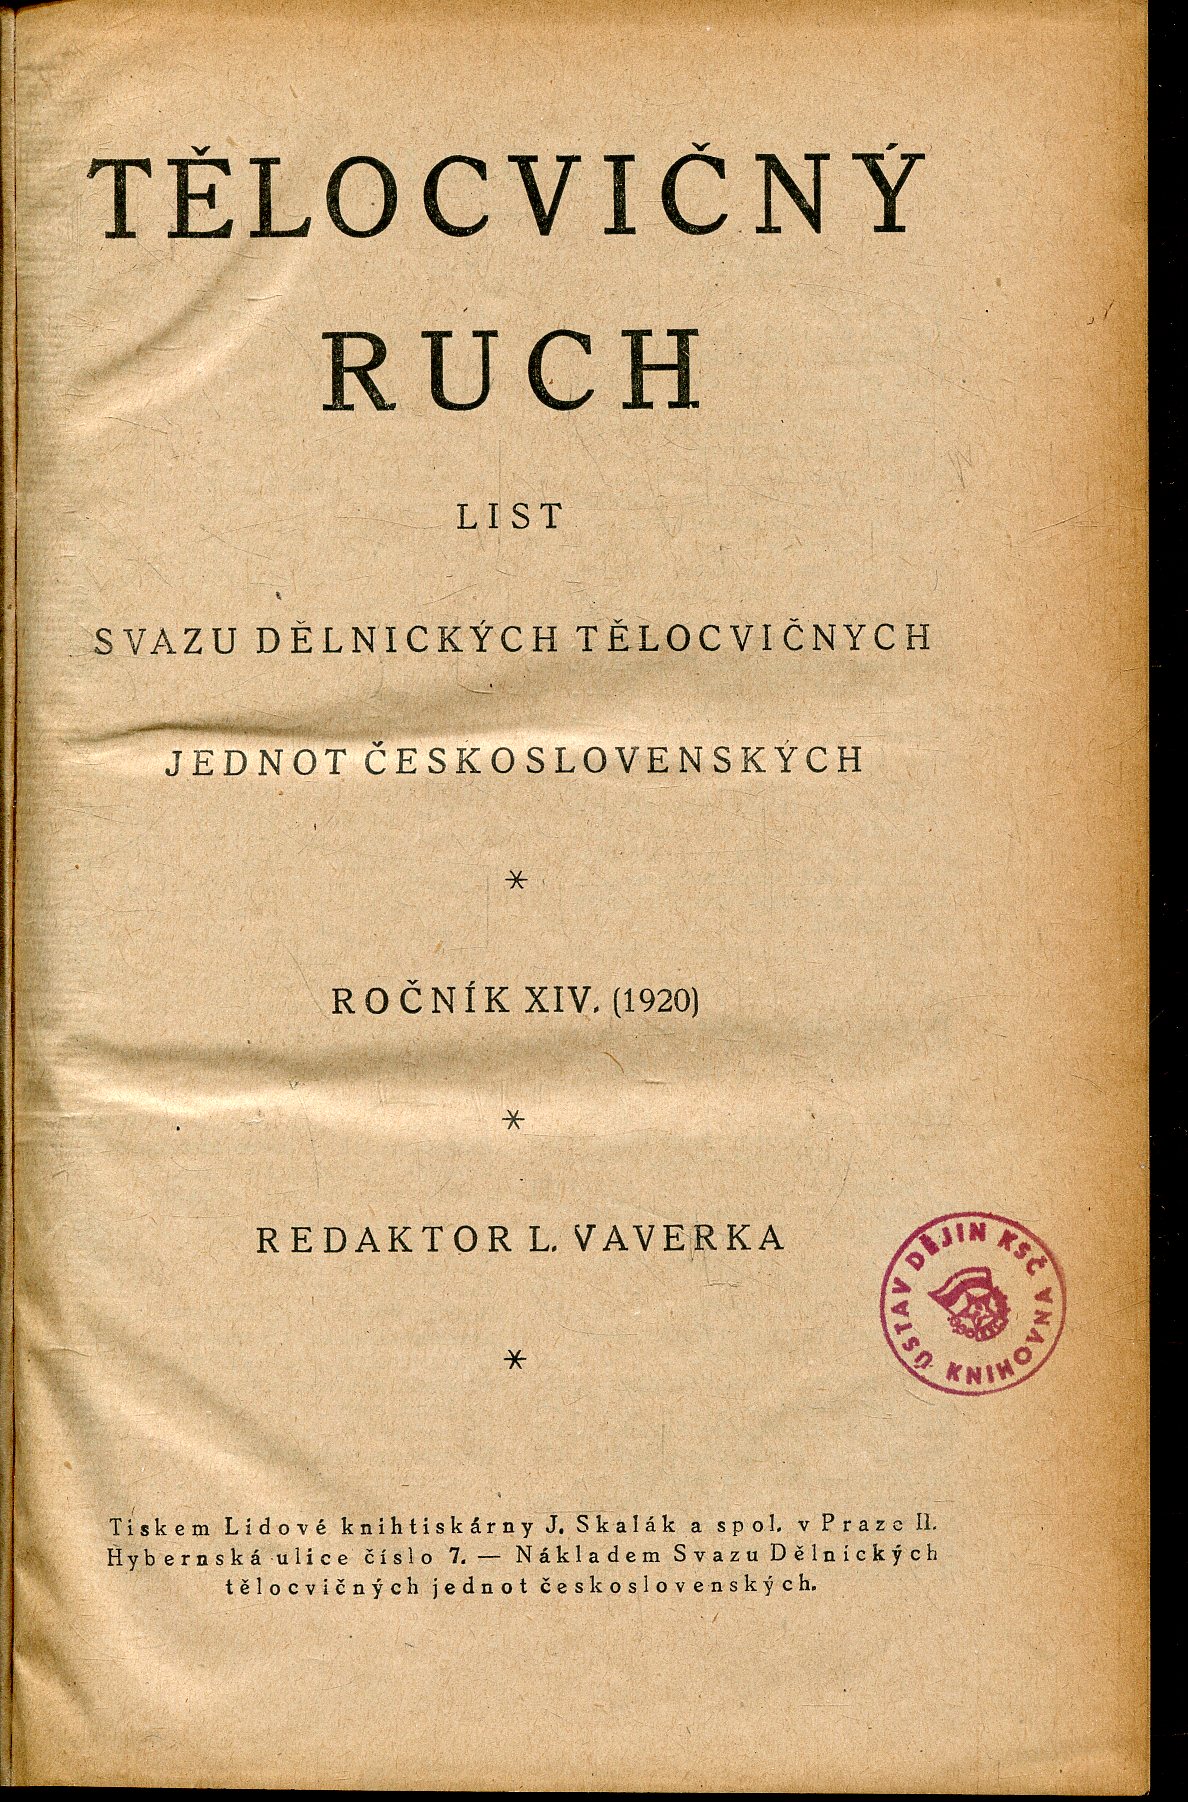 TĚLOCVIČNÝ
RUCH
LIST
SVAZU DĚLNICKÝCH TĚLOCVIČNYCH
JEDNOT ČESKOSLOVENSKÝCH
*
ROČNÍK XIV. (1920)
*
REDAKTOR L. VAVERKA
ÚSTAV DĚJIN KSČ
KNIHOVNA
*
Tiskem Lidové knihtiskárny J. Skalák a spol. v Praze II.
Hybernská ulice číslo 7. — Nákladem Svazu Dělnických
tělocvičných jednot československých.